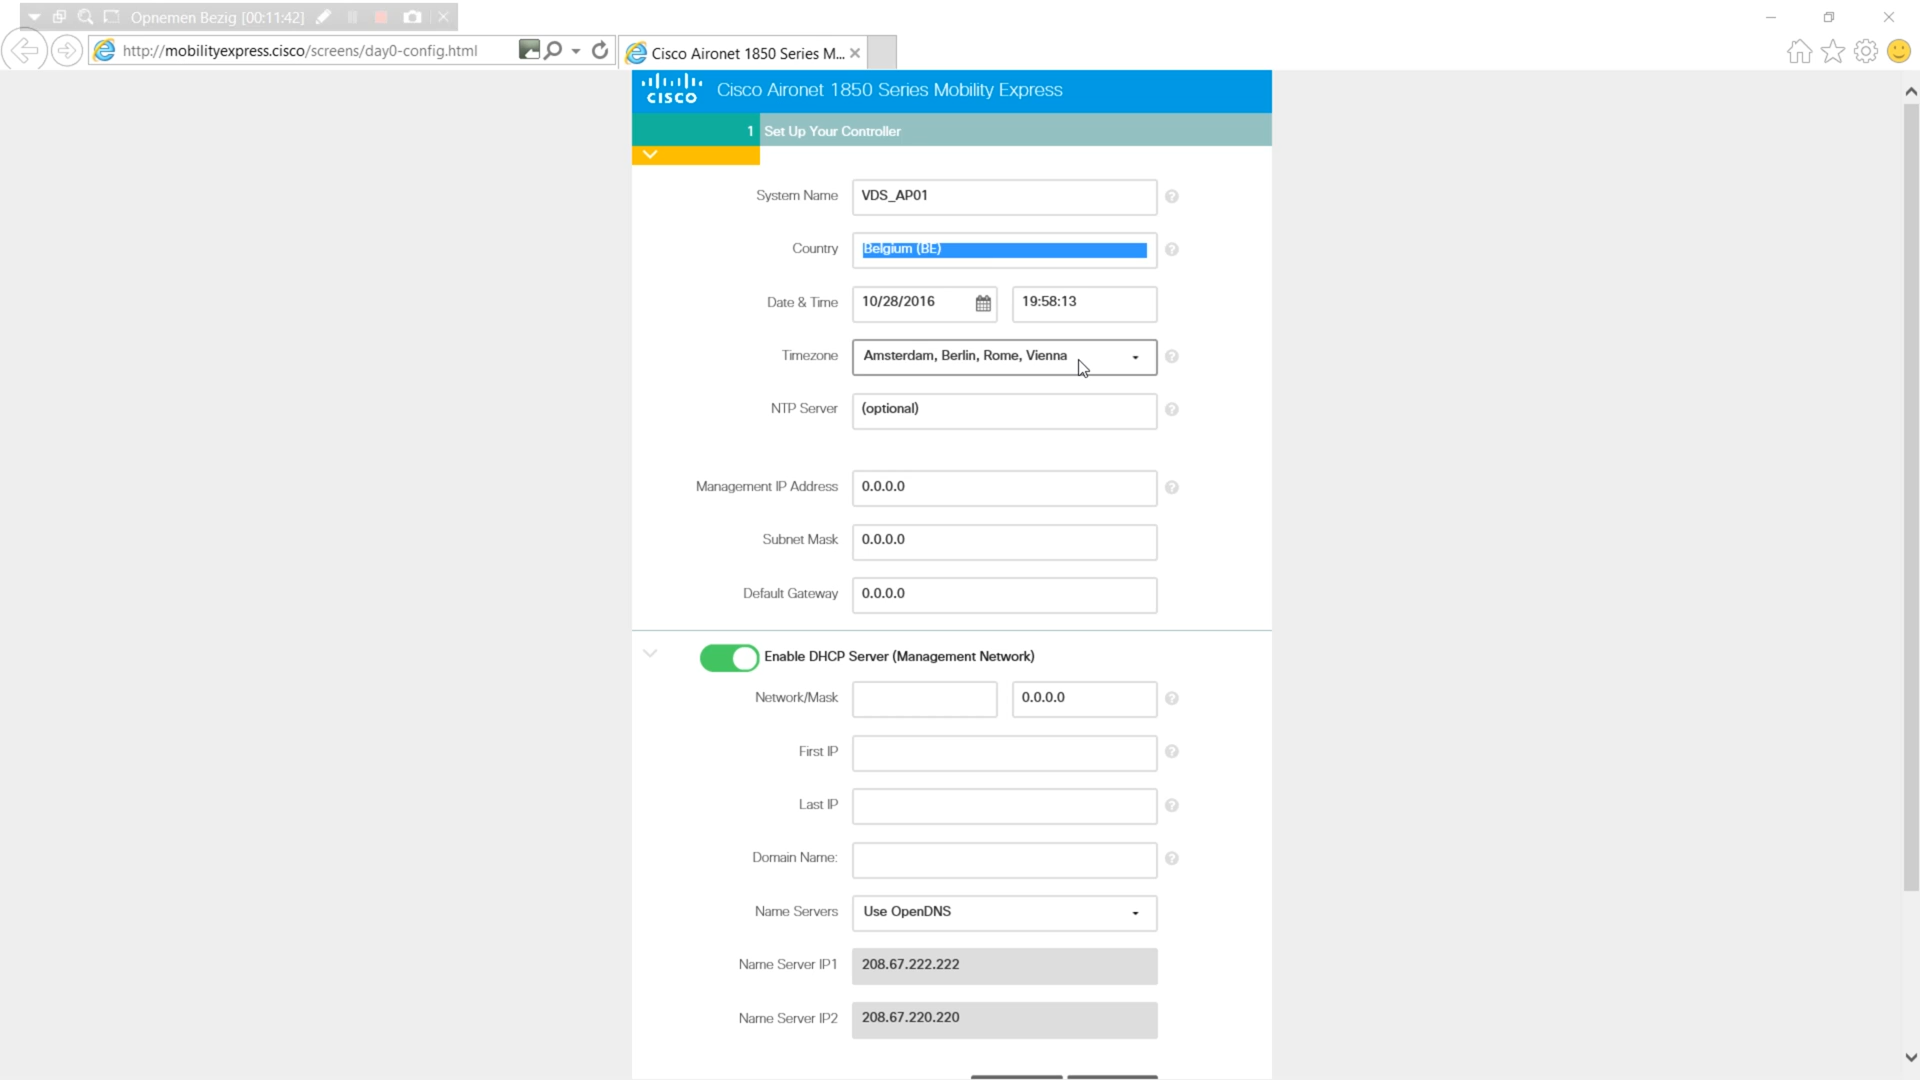 Opnemen Bezig [00:11:42]
http://mobilityexpress.cisco/screens/day0-config.html
Cisco Aironet 1850 Series M...
CISCO
Cisco Aironet 1850 Series Mobility Express
1 Set Up Your Controller
System Name VDS_AP01
Country Belgium (BE)
Date & Time 10/28/2016 19:58:13
Timezone Amsterdam, Berlin, Rome, Vienna
NTP Server (optional)
Management IP Address 0.0.0.0
Subnet Mask 0.0.0.0
Default Gateway 0.0.0.0
Enable DHCP Server (Management Network)
Network/Mask 0.0.0.0
First IP
Last IP
Domain Name:
Name Servers Use OpenDNS
Name Server IP1 208.67.222.222
Name Server IP2 208.67.220.220